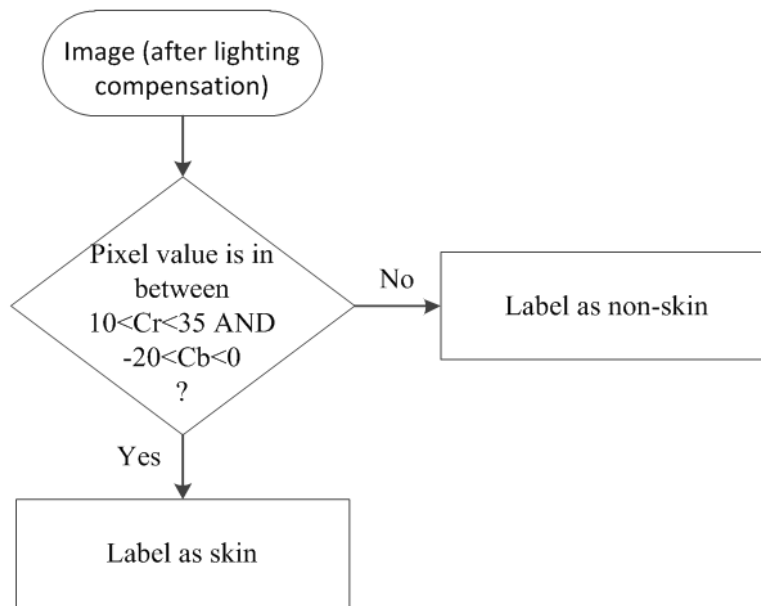 Image (after lighting
compensation)
Pixel value is in
between
10<Cr<35 AND
-20<Cb<0
?
No
Label as non-skin
Yes
Label as skin